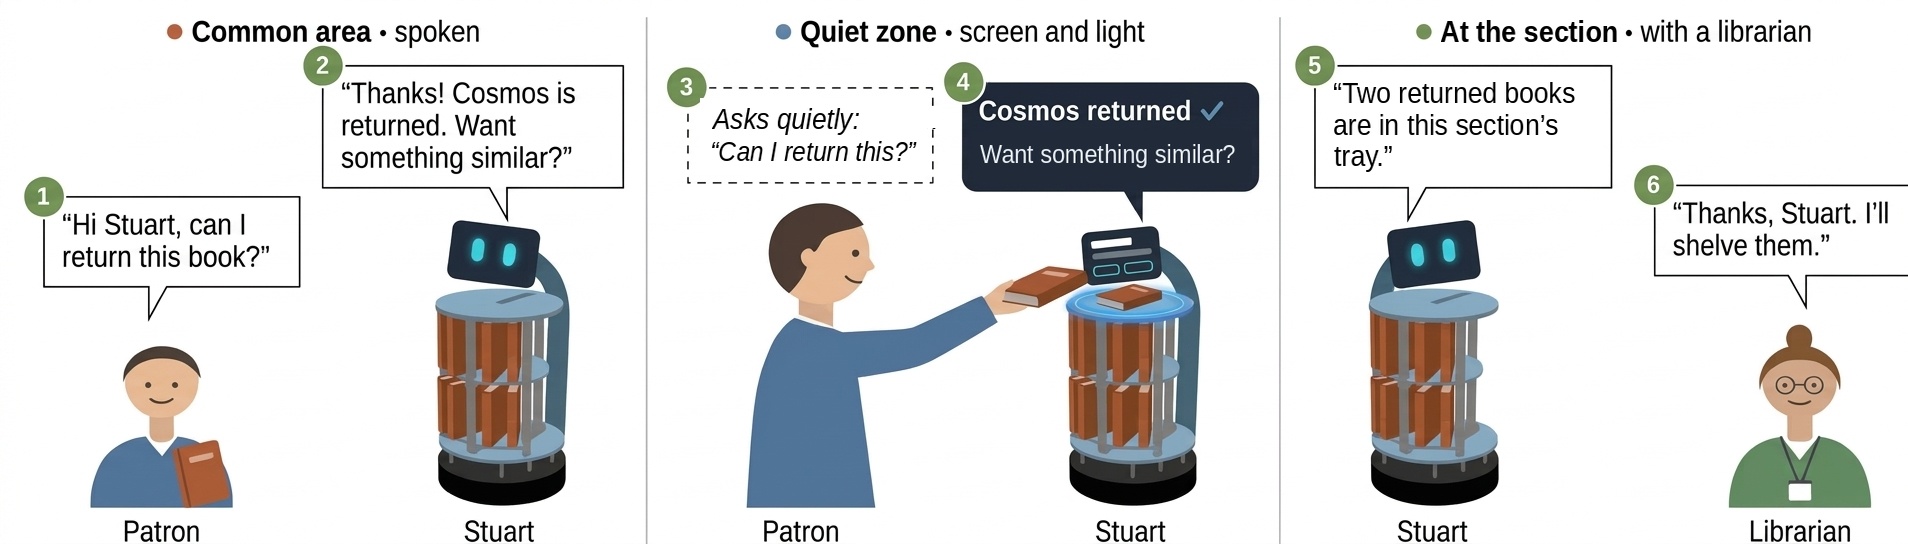 Common area • spoken
1
“Hi Stuart, can I
return this book?”
2
“Thanks! Cosmos is
returned. Want
something similar?”
Patron
Stuart
Quiet zone • screen and light
3
Asks quietly:
“Can I return this?”
4
Cosmos returned ✓
Want something similar?
Patron
Stuart
At the section • with a librarian
5
“Two returned books
are in this section’s
tray.”
6
“Thanks, Stuart. I’ll
shelve them.”
Stuart
Librarian